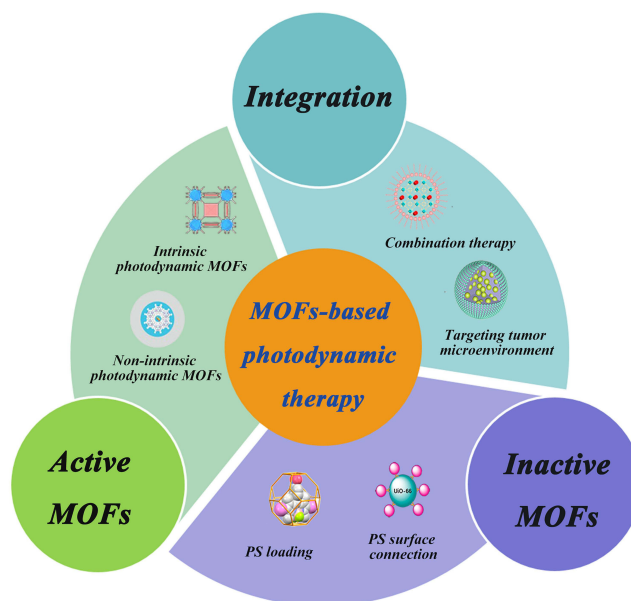 Integration
Combination therapy
Targeting tumor
microenvironment
Intrinsic
photodynamic MOFs
Non-intrinsic
photodynamic MOFs
MOFs-based
photodynamic
therapy
Active
MOFs
Inactive
MOFs
PS loading
UiO-66
PS surface
connection